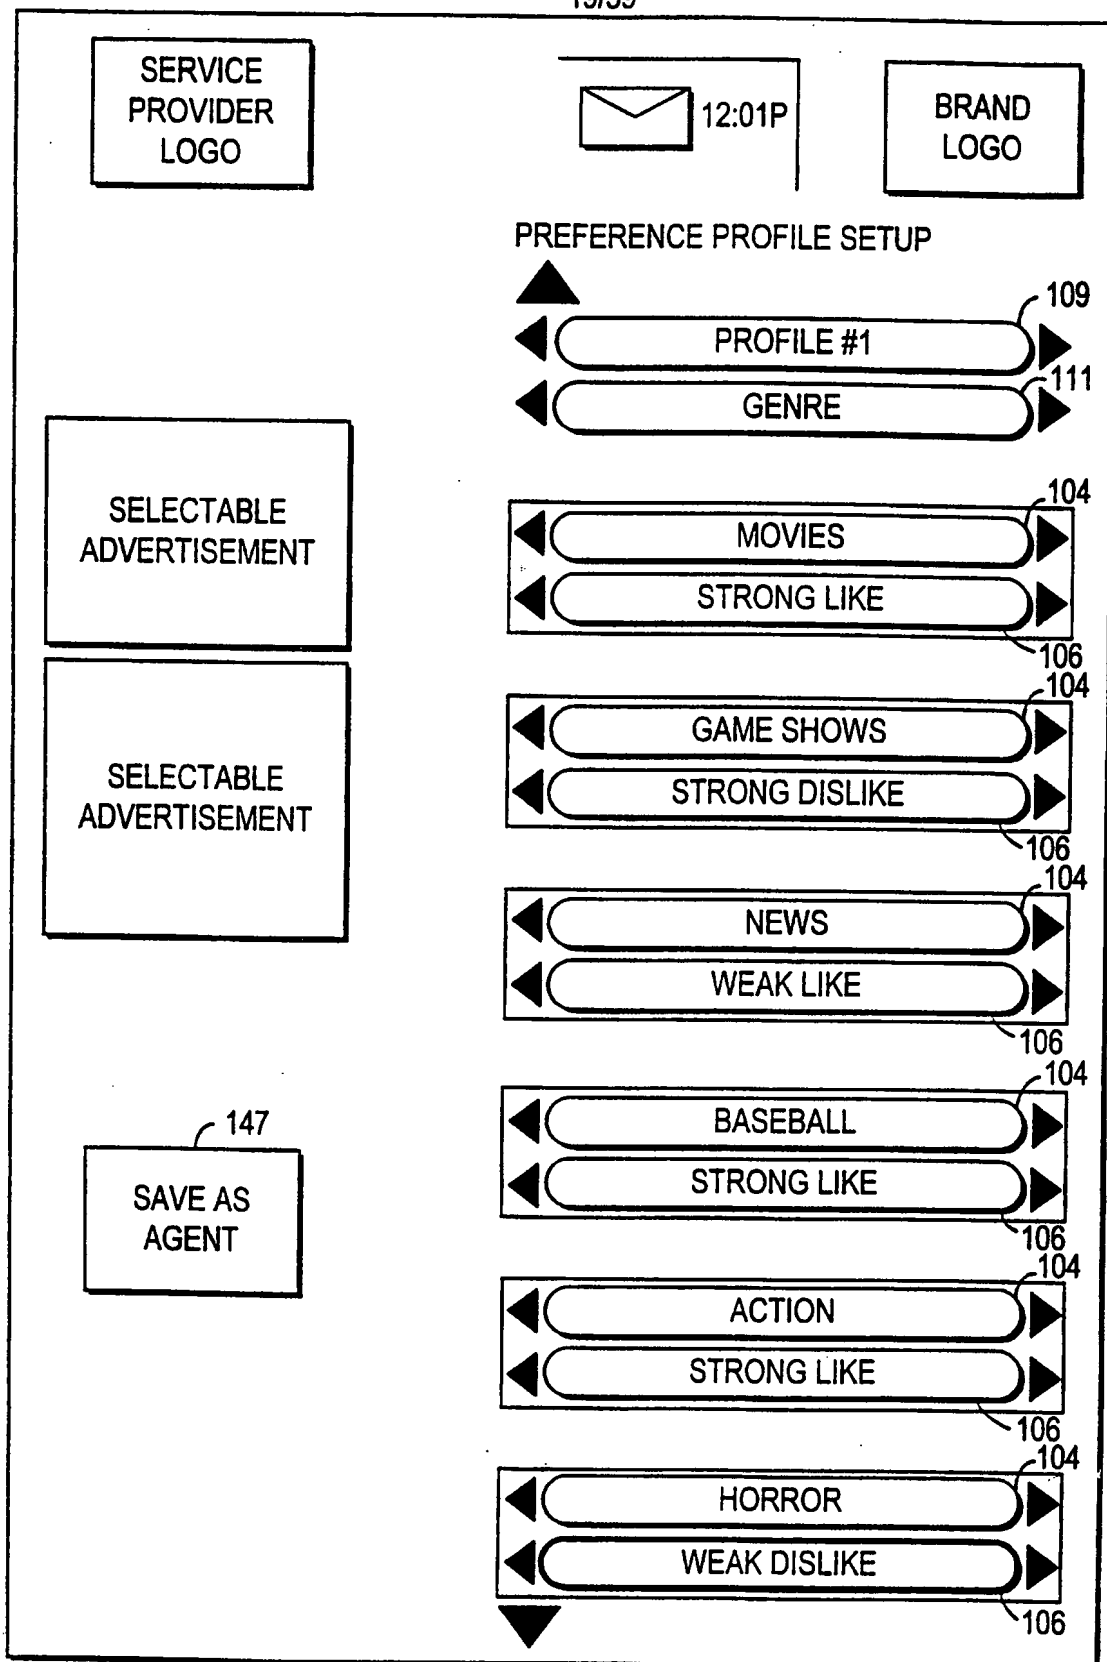 SERVICE
PROVIDER
LOGO
12:01P
BRAND
LOGO
PREFERENCE PROFILE SETUP
109
PROFILE #1
111
GENRE
SELECTABLE
ADVERTISEMENT
104
MOVIES
STRONG LIKE
106
SELECTABLE
ADVERTISEMENT
104
GAME SHOWS
STRONG DISLIKE
106
104
NEWS
WEAK LIKE
106
147
SAVE AS
AGENT
104
BASEBALL
STRONG LIKE
106
104
ACTION
STRONG LIKE
106
104
HORROR
WEAK DISLIKE
106